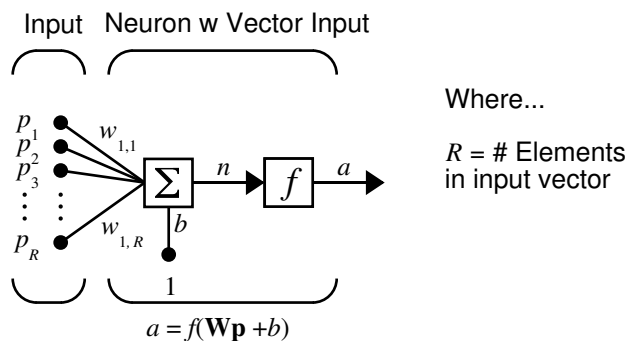 Input Neuron w Vector Input
p1
p2
p3
pR
w1,1
w1, R
Σ
n
f
a
b
1
a = f(Wp +b)
Where...
R = # Elements
in input vector